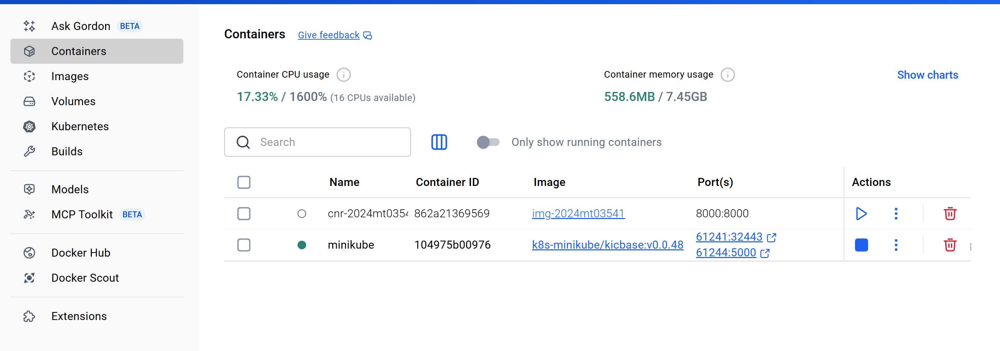 Ask Gordon BETA
Containers
Images
Volumes
Kubernetes
Builds
Models
MCP Toolkit BETA
Docker Hub
Docker Scout
Extensions
Containers Give feedback
Container CPU usage
17.33% / 1600% (16 CPUs available)
Container memory usage
558.6MB / 7.45GB
Show charts
Search
Only show running containers
Name Container ID Image Port(s) Actions
cnr-2024mt0354 862a21369569 img-2024mt03541 8000:8000
minikube 104975b00976 k8s-minikube/kicbase:v0.0.48 61241:32443
61244:5000